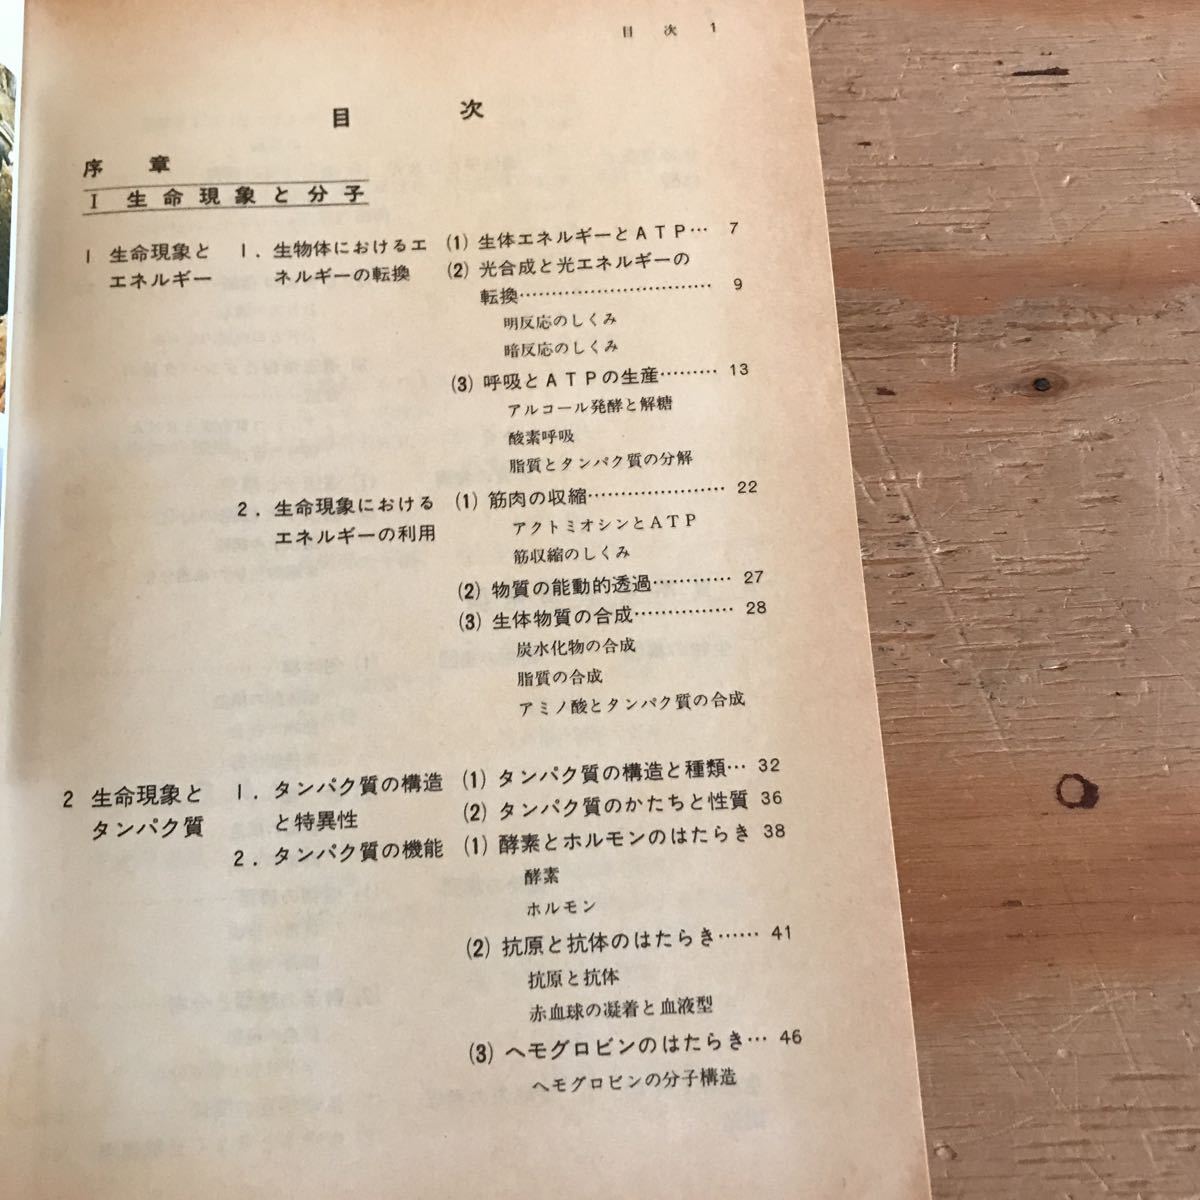 目次 1
目次
序章
I 生命現象と分子
1 生命現象と
エネルギー
1. 生物体におけるエ
ネルギーの転換
(1) 生体エネルギーとATP… 7
(2) 光合成と光エネルギーの
転換………………………… 9
明反応のしくみ
暗反応のしくみ
(3) 呼吸とATPの生産……… 13
アルコール発酵と解糖
酸素呼吸
脂質とタンパク質の分解
2. 生命現象における
エネルギーの利用
(1) 筋肉の収縮………………… 22
アクトミオシンとATP
筋収縮のしくみ
(2) 物質の能動的透過………… 27
(3) 生体物質の合成…………… 28
炭水化物の合成
脂質の合成
アミノ酸とタンパク質の合成
2 生命現象と
タンパク質
1. タンパク質の構造
と特異性
(1) タンパク質の構造と種類… 32
(2) タンパク質のかたちと性質 36
2. タンパク質の機能
(1) 酵素とホルモンのはたらき 38
酵素
ホルモン
(2) 抗原と抗体のはたらき…… 41
抗原と抗体
赤血球の凝着と血液型
(3) ヘモグロビンのはたらき… 46
ヘモグロビンの分子構造